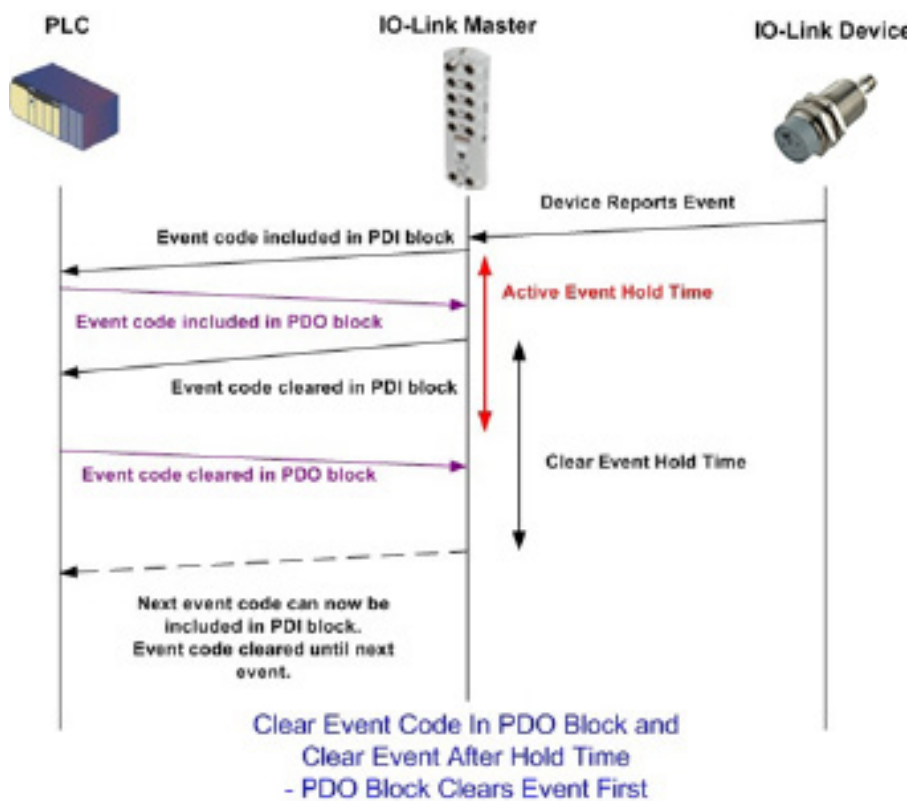 PLC
IO-Link Master
IO-Link Device
Device Reports Event
Event code included in PDI block
Active Event Hold Time
Event code included in PDO block
Event code cleared in PDI block
Clear Event Hold Time
Event code cleared in PDO block
Next event code can now be
included in PDI block.
Event code cleared until next
event.
Clear Event Code In PDO Block and
Clear Event After Hold Time
- PDO Block Clears Event First